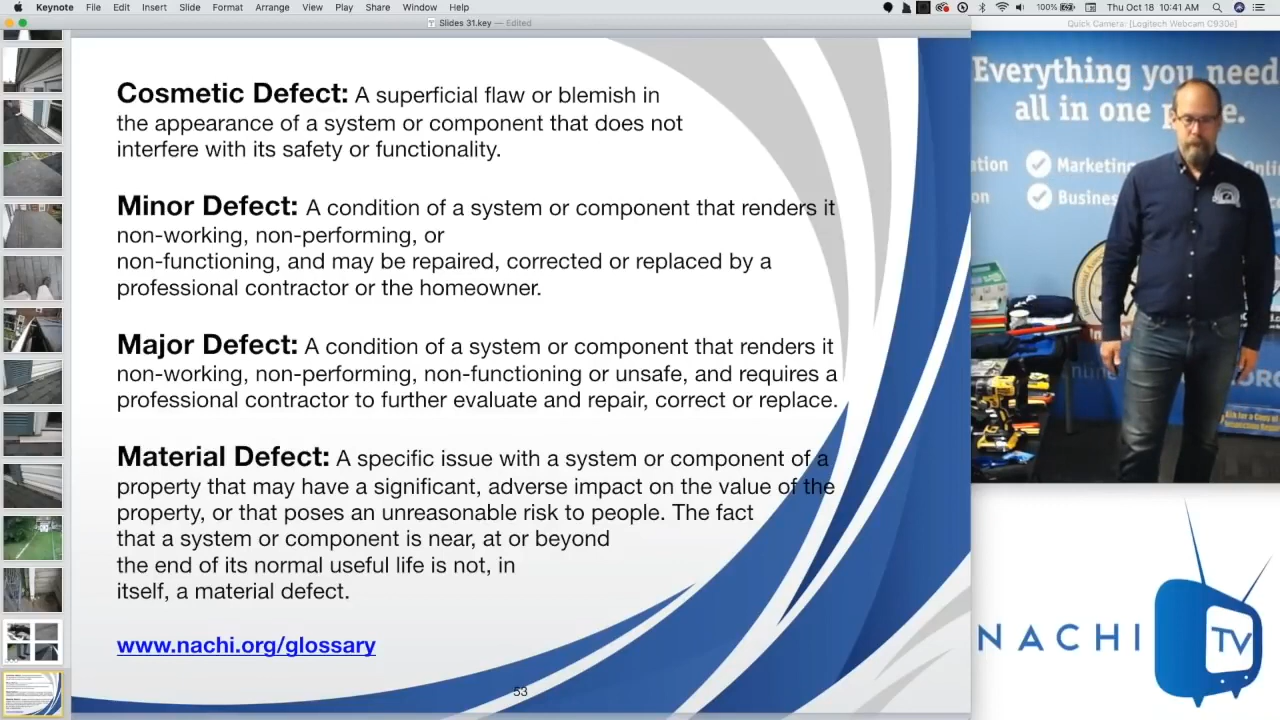 Keynote File Edit Insert Slide Format Arrange View Play Share Window Help
100% Thu Oct 18 10:41 AM
Slides 31.key — Edited
Quick Camera: [Logitech Webcam C930e]
Cosmetic Defect: A superficial flaw or blemish in
the appearance of a system or component that does not
interfere with its safety or functionality.
Minor Defect: A condition of a system or component that renders it
non-working, non-performing, or
non-functioning, and may be repaired, corrected or replaced by a
professional contractor or the homeowner.
Major Defect: A condition of a system or component that renders it
non-working, non-performing, non-functioning or unsafe, and requires a
professional contractor to further evaluate and repair, correct or replace.
Material Defect: A specific issue with a system or component of a
property that may have a significant, adverse impact on the value of the
property, or that poses an unreasonable risk to people. The fact
that a system or component is near, at or beyond
the end of its normal useful life is not, in
itself, a material defect.
www.nachi.org/glossary
53
Everything you need
all in one
Marketing
NACHI TV